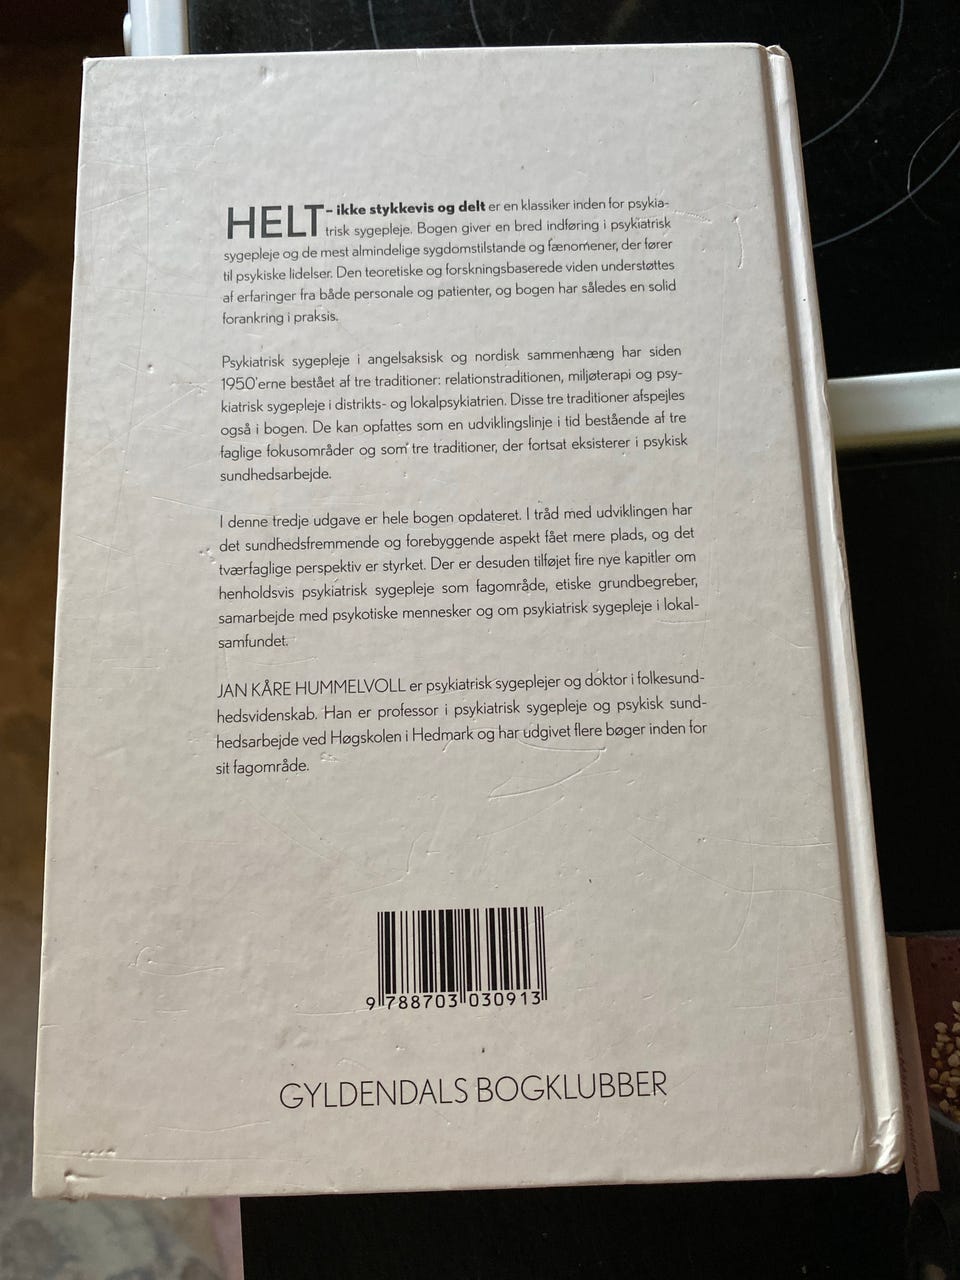 HELT – ikke stykkevis og delt er en klassiker inden for psykia-
trisk sygepleje. Bogen giver en bred indføring i psykiatrisk
sygepleje og de mest almindelige sygdomstilstande og fænomener, der fører
til psykiske lidelser. Den teoretiske og forskningsbaserede viden understøttes
af erfaringer fra både personale og patienter, og bogen har således en solid
forankring i praksis.
Psykiatrisk sygepleje i angelsaksisk og nordisk sammenhæng har siden
1950'erne bestået af tre traditioner: relationstraditionen, miljøterapi og psy-
kiatrisk sygepleje i distrikts- og lokalpsykiatrien. Disse tre traditioner afspejles
også i bogen. De kan opfattes som en udviklingslinje i tid bestående af tre
faglige fokusområder og som tre traditioner, der fortsat eksisterer i psykisk
sundhedsarbejde.
I denne tredje udgave er hele bogen opdateret. I tråd med udviklingen har
det sundhedsfremmende og forebyggende aspekt fået mere plads, og det
tværfaglige perspektiv er styrket. Der er desuden tilføjet fire nye kapitler om
henholdsvis psykiatrisk sygepleje som fagområde, etiske grundbegreber,
samarbejde med psykotiske mennesker og om psykiatrisk sygepleje i lokal-
samfundet.
JAN KÅRE HUMMELVOLL er psykiatrisk sygeplejer og doktor i folkesund-
hedsvidenskab. Han er professor i psykiatrisk sygepleje og psykisk sund-
hedsarbejde ved Høgskolen i Hedmark og har udgivet flere bøger inden for
sit fagområde.
9 788703 030913
GYLDENDALS BOGKLUBBER